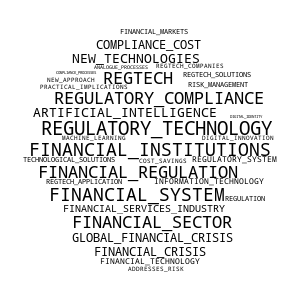 FINANCIAL_MARKETS
COMPLIANCE_COST
NEW_TECHNOLOGIES
ANALOGUE_PROCESSES REGTECH_COMPANIES
COMPLIANCE_PROCESSES REGTECH REGTECH_SOLUTIONS
NEW_APPROACH
PRACTICAL_IMPLICATIONS RISK_MANAGEMENT
REGULATORY_COMPLIANCE
ARTIFICIAL_INTELLIGENCE DIGITAL_IDENTITY
REGULATORY_TECHNOLOGY
MACHINE_LEARNING DIGITAL_INNOVATION
FINANCIAL_INSTITUTIONS
TECHNOLOGICAL_SOLUTIONS COST_SAVINGS REGULATORY_SYSTEM
FINANCIAL_REGULATION
REGTECH_APPLICATION INFORMATION_TECHNOLOGY
FINANCIAL_SYSTEM REGULATION
FINANCIAL_SERVICES_INDUSTRY
FINANCIAL_SECTOR
GLOBAL_FINANCIAL_CRISIS
FINANCIAL_CRISIS
FINANCIAL_TECHNOLOGY
ADDRESSES_RISK